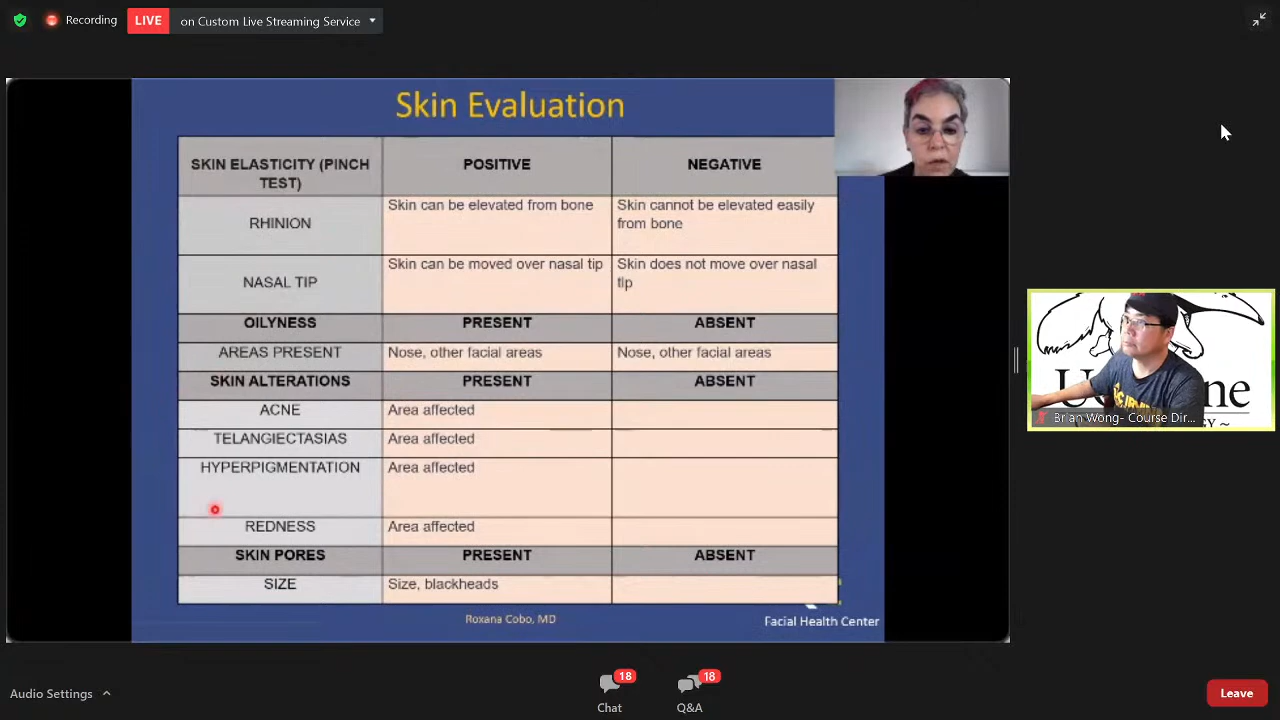 Recording
LIVE
on Custom Live Streaming Service
Skin Evaluation
SKIN ELASTICITY (PINCH
TEST)
POSITIVE
NEGATIVE
RHINION
Skin can be elevated from bone
Skin cannot be elevated easily
from bone
NASAL TIP
Skin can be moved over nasal tip
Skin does not move over nasal
tip
OILYNESS
PRESENT
ABSENT
AREAS PRESENT
Nose, other facial areas
Nose, other facial areas
SKIN ALTERATIONS
PRESENT
ABSENT
ACNE
Area affected
TELANGIECTASIAS
Area affected
HYPERPIGMENTATION
Area affected
REDNESS
Area affected
SKIN PORES
PRESENT
ABSENT
SIZE
Size, blackheads
Roxana Cobo, MD
Facial Health Center
Brian Wong- Course Dir...
Audio Settings
18
Chat
18
Q&A
Leave